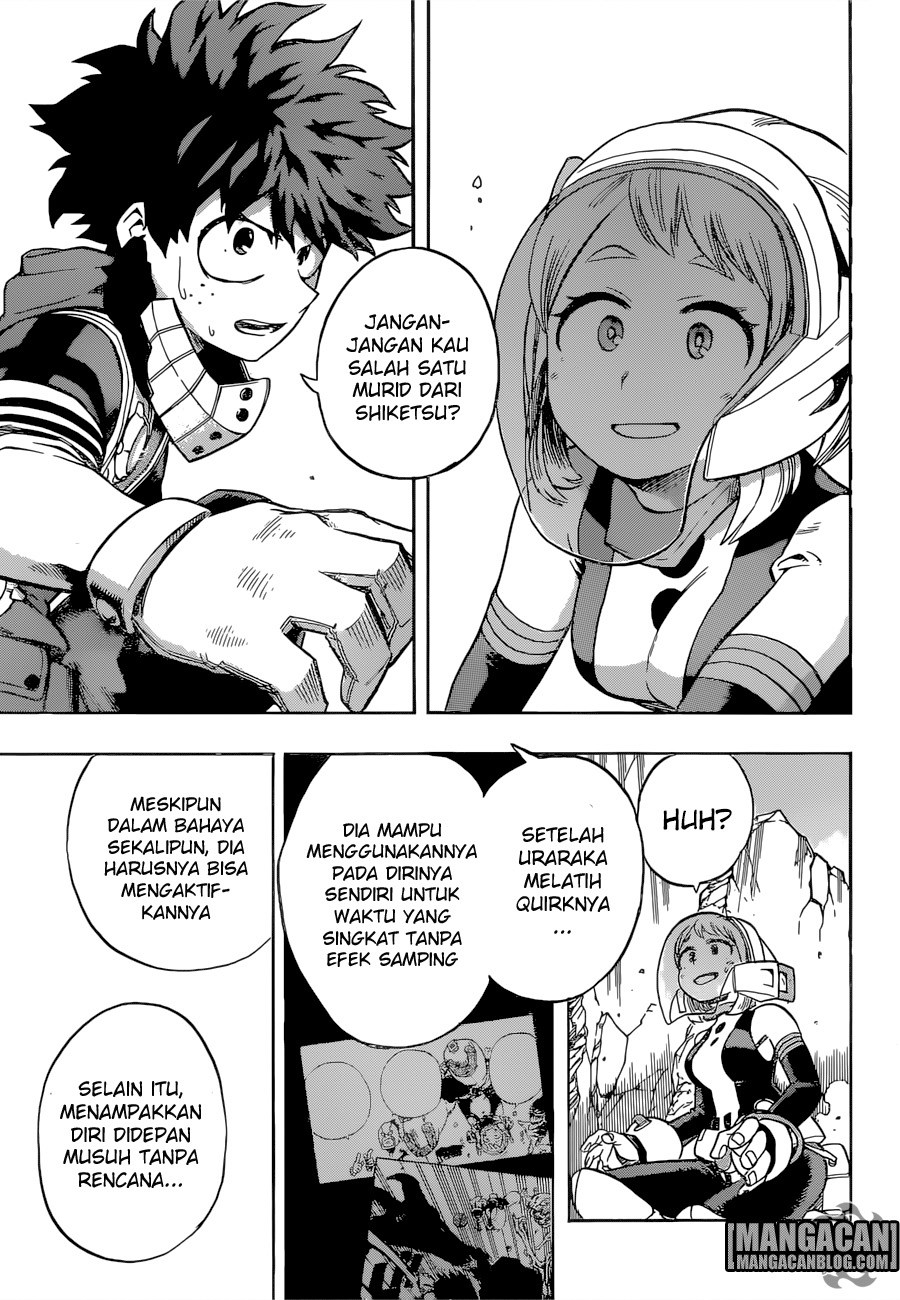 JANGAN-
JANGAN KAU
SALAH SATU
MURID DARI
SHIKETSU?
HUH?
SETELAH
URARAKA
MELATIH
QUIRKNYA
...
DIA MAMPU
MENGGUNAKANNYA
PADA DIRINYA
SENDIRI UNTUK
WAKTU YANG
SINGKAT TANPA
EFEK SAMPING
MESKIPUN
DALAM BAHAYA
SEKALIPUN, DIA
HARUSNYA BISA
MENGAKTIF-
KANNYA
SELAIN ITU,
MENAMPAKKAN
DIRI DIDEPAN
MUSUH TANPA
RENCANA...
MANGACAN
MANGACANBLOG.COM